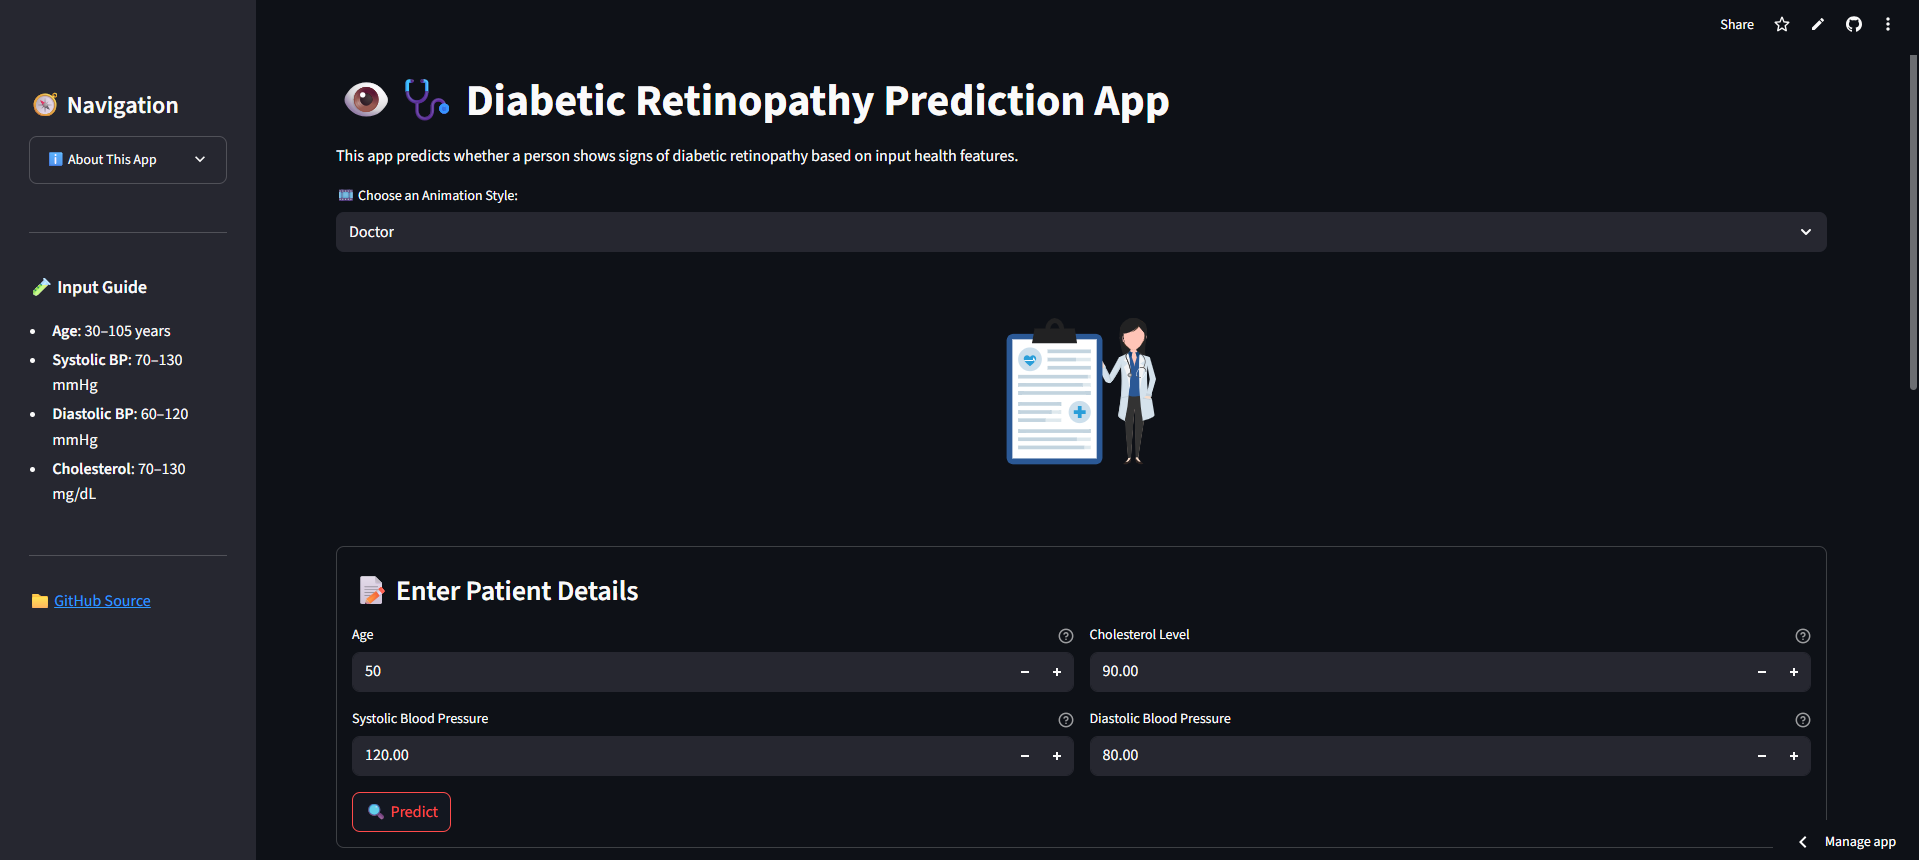 Share
Navigation
About This App
Input Guide
Age: 30–105 years
Systolic BP: 70–130
mmHg
Diastolic BP: 60–120
mmHg
Cholesterol: 70–130
mg/dL
GitHub Source
Diabetic Retinopathy Prediction App
This app predicts whether a person shows signs of diabetic retinopathy based on input health features.
Choose an Animation Style:
Doctor
Enter Patient Details
Age
Cholesterol Level
50
90.00
Systolic Blood Pressure
Diastolic Blood Pressure
120.00
80.00
Predict
Manage app